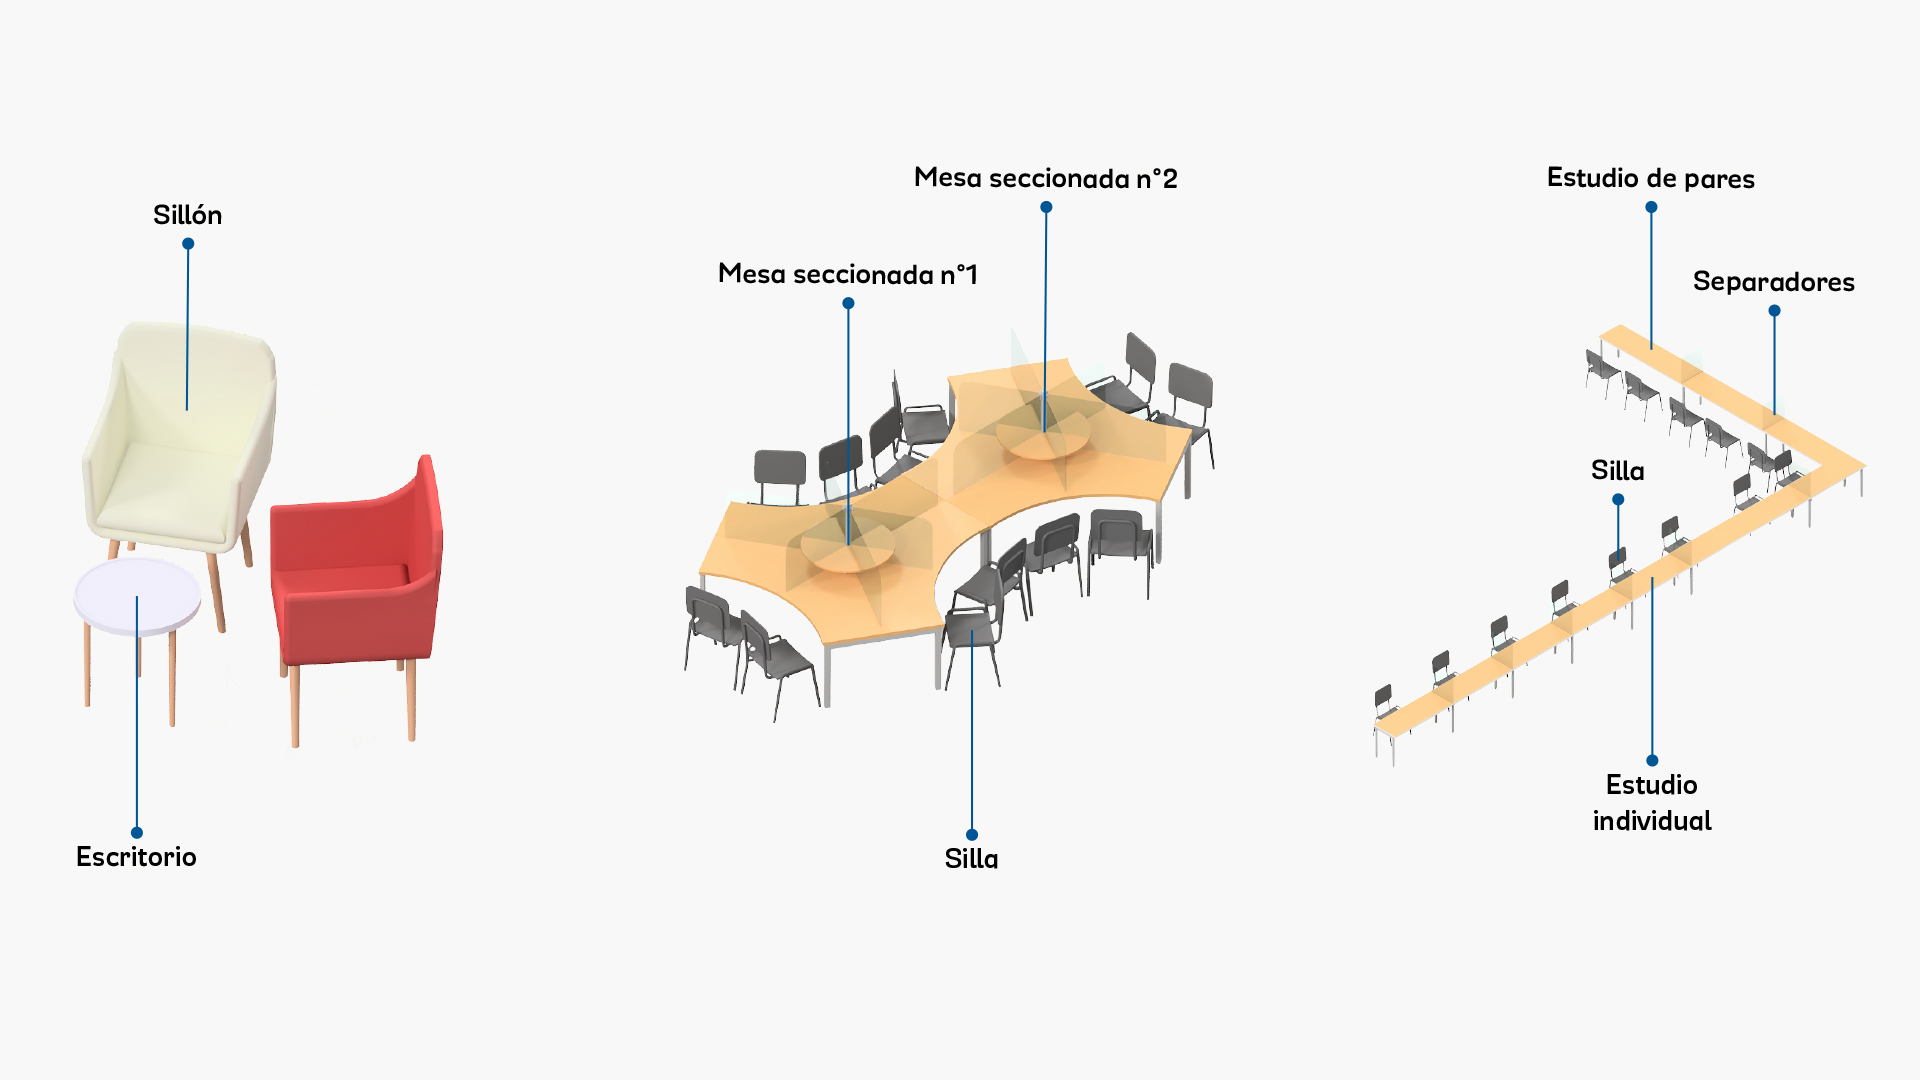 Sillón
Escritorio
Mesa seccionada n°2
Mesa seccionada n°1
Silla
Estudio de pares
Separadores
Silla
Estudio
individual